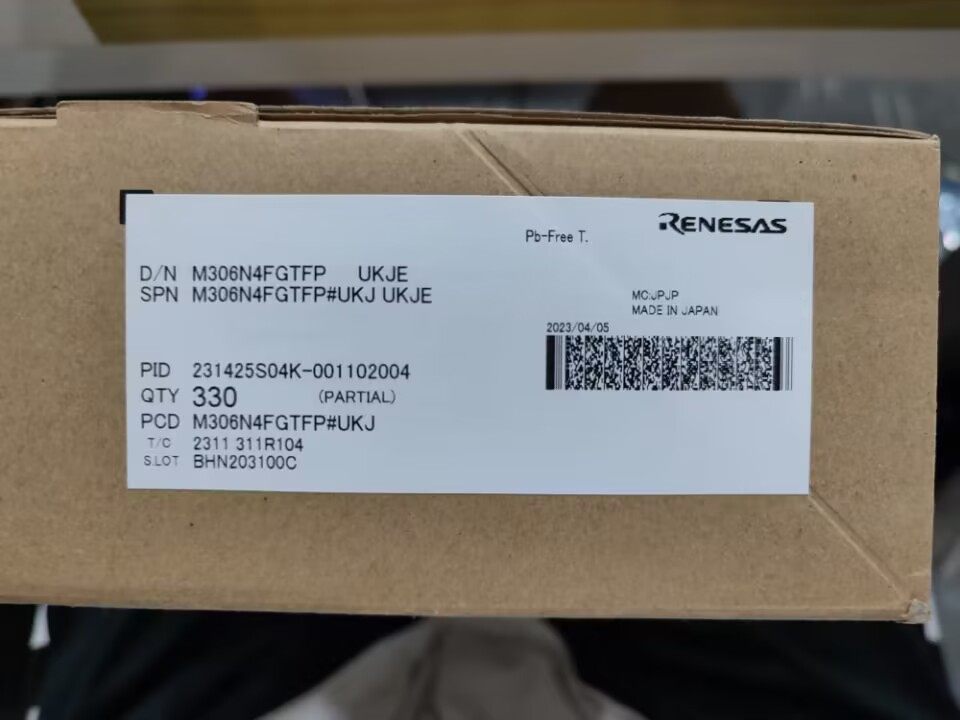 RENESAS
Pb-Free T.
D/N M306N4FGTFP UKJE
SPN M306N4FGTFP#UKJ UKJE
MC:JPJP
MADE IN JAPAN
2023/04/05
PID 231425S04K-001102004
QTY 330 (PARTIAL)
PCD M306N4FGTFP#UKJ
T/C 2311 311R104
S.LOT BHN203100C